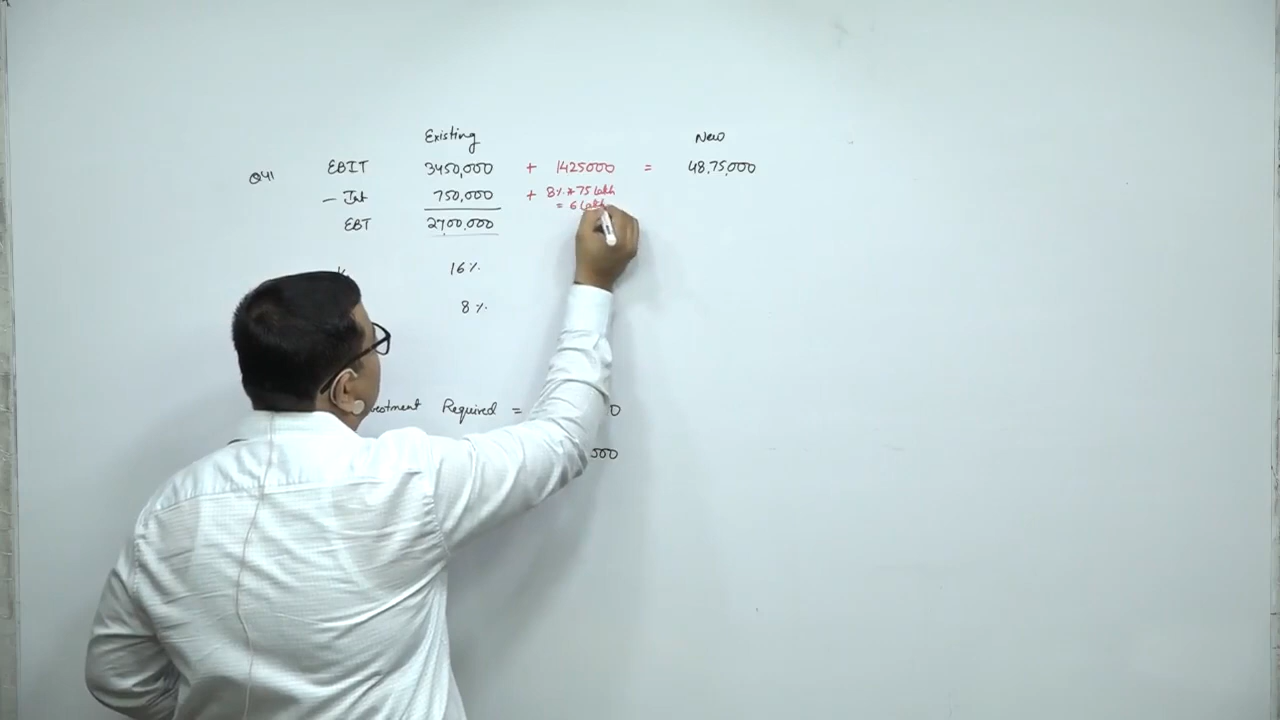 Existing New
Q41 EBIT 3450,000 + 1425000 = 48,75,000
– Int 750,000 + 8% * 75 lakh
= 6 lakh
EBT 2700,000
16%
8%
Required =